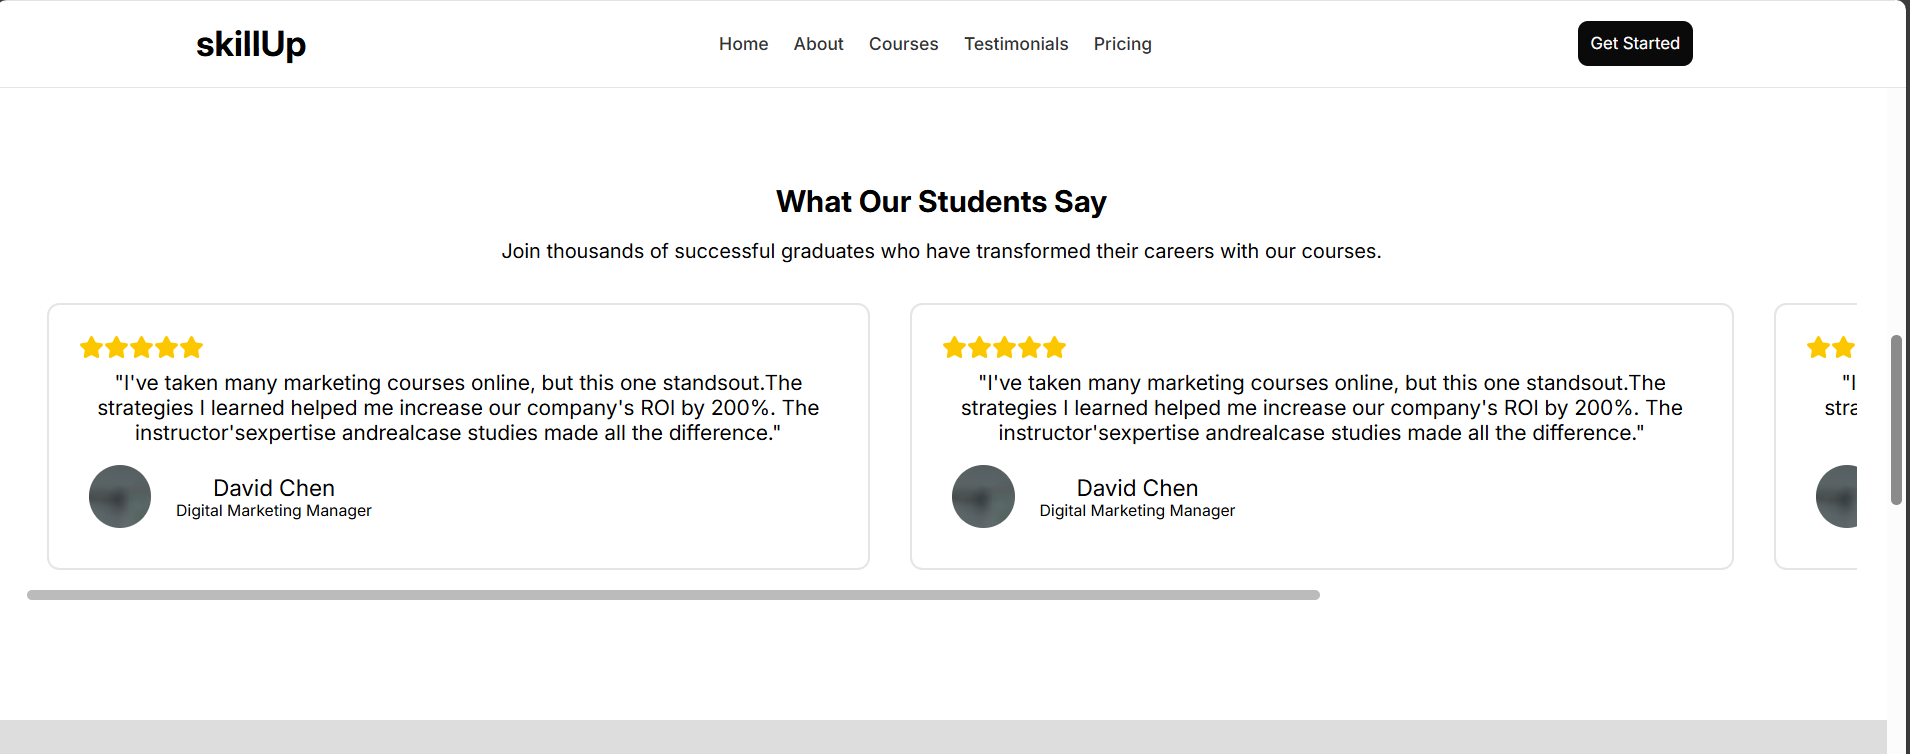 skillUp
Home About Courses Testimonials Pricing
Get Started
What Our Students Say
Join thousands of successful graduates who have transformed their careers with our courses.
"I've taken many marketing courses online, but this one standsout.The
strategies I learned helped me increase our company's ROI by 200%. The
instructor'sexpertise andrealcase studies made all the difference."
David Chen
Digital Marketing Manager
"I've taken many marketing courses online, but this one standsout.The
strategies I learned helped me increase our company's ROI by 200%. The
instructor'sexpertise andrealcase studies made all the difference."
David Chen
Digital Marketing Manager
"I
stra